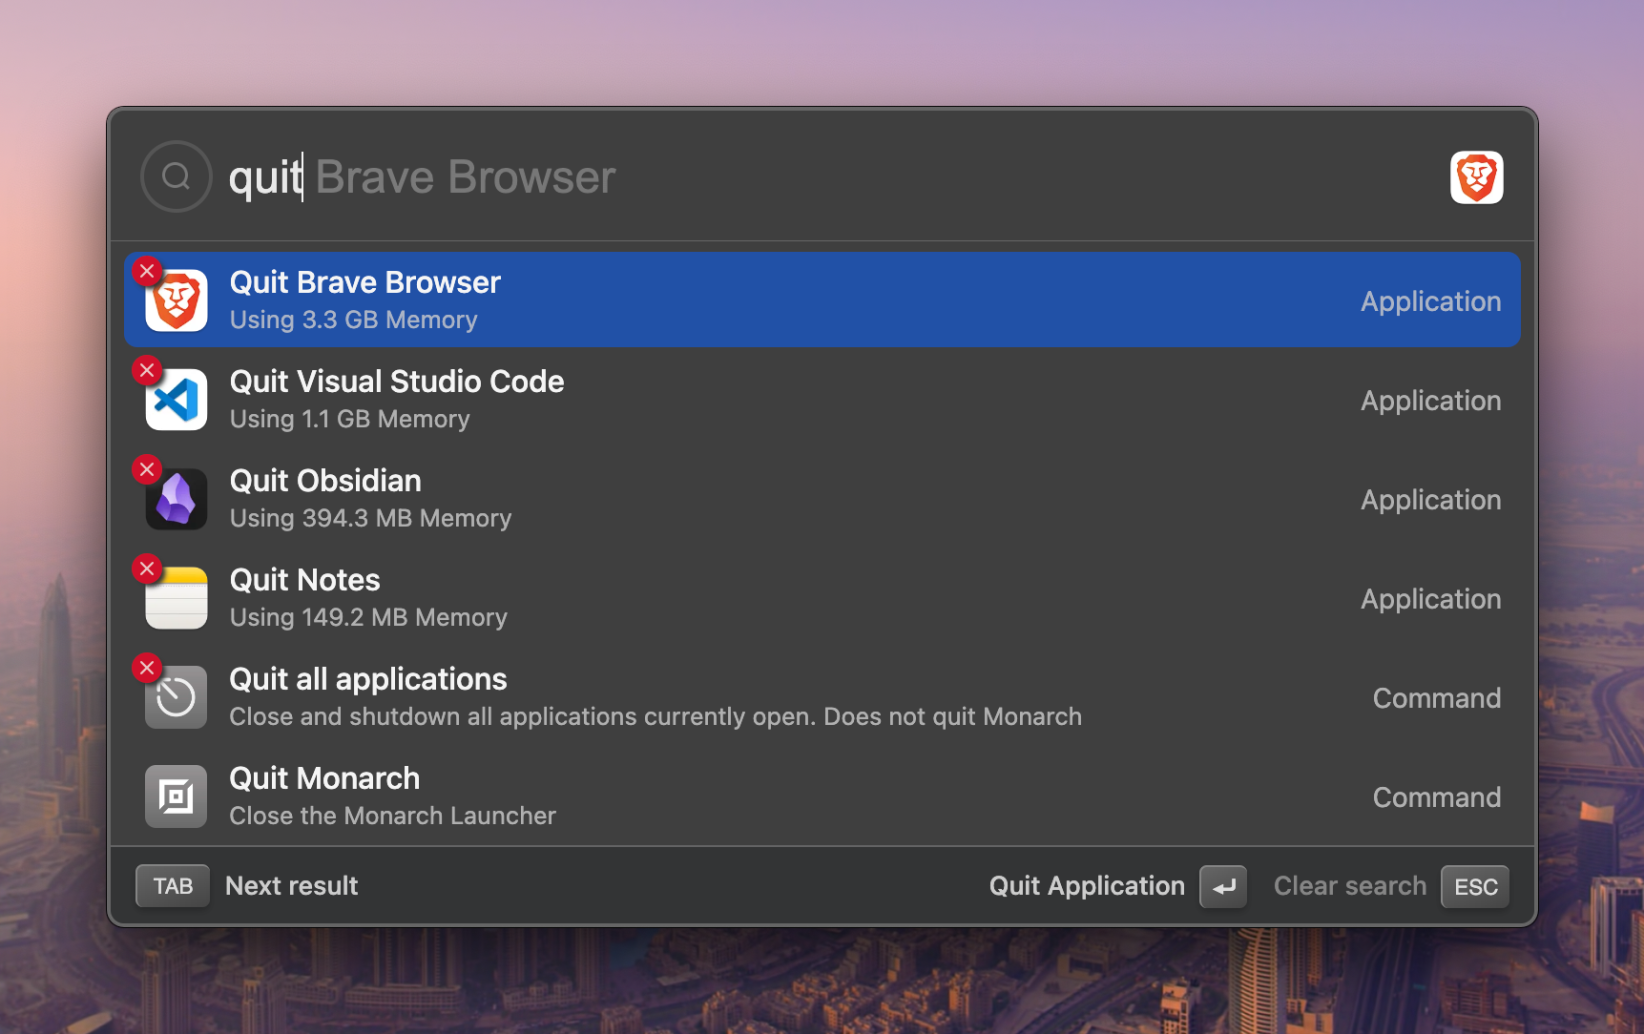 quit Brave Browser
Quit Brave Browser
Using 3.3 GB Memory
Application
Quit Visual Studio Code
Using 1.1 GB Memory
Application
Quit Obsidian
Using 394.3 MB Memory
Application
Quit Notes
Using 149.2 MB Memory
Application
Quit all applications
Close and shutdown all applications currently open. Does not quit Monarch
Command
Quit Monarch
Close the Monarch Launcher
Command
TAB Next result Quit Application Clear search ESC